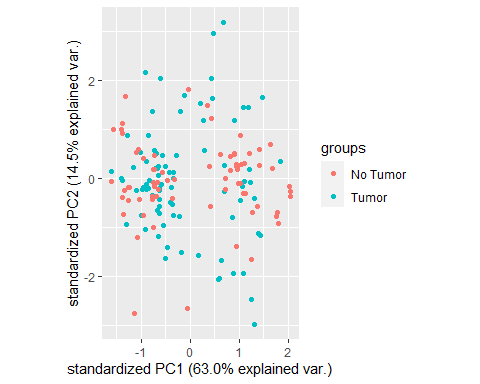 standardized PC2 (14.5% explained var.)
2
0
-2
-1
0
1
2
standardized PC1 (63.0% explained var.)
groups
No Tumor
Tumor